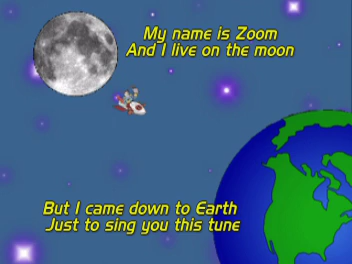 My name is Zoom
And I live on the moon
But I came down to Earth
Just to sing you this tune